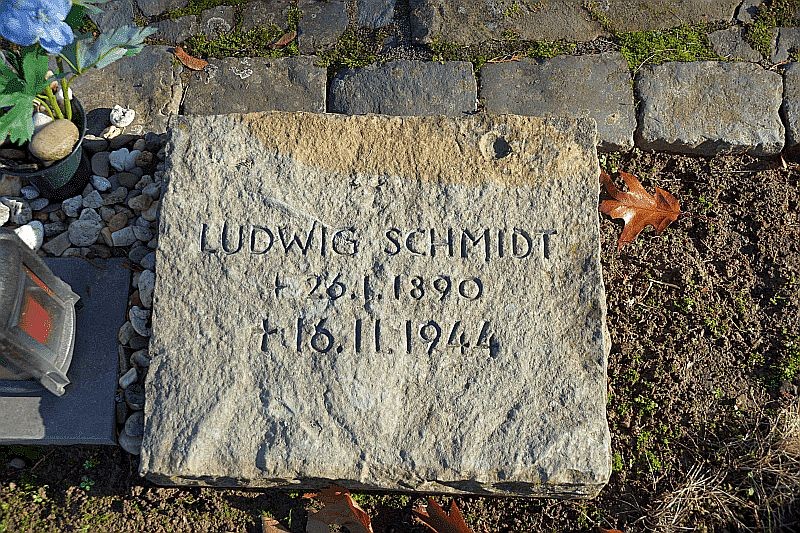 LUDWIG SCHMIDT
+ 26.1.1890
+ 16.11.1944